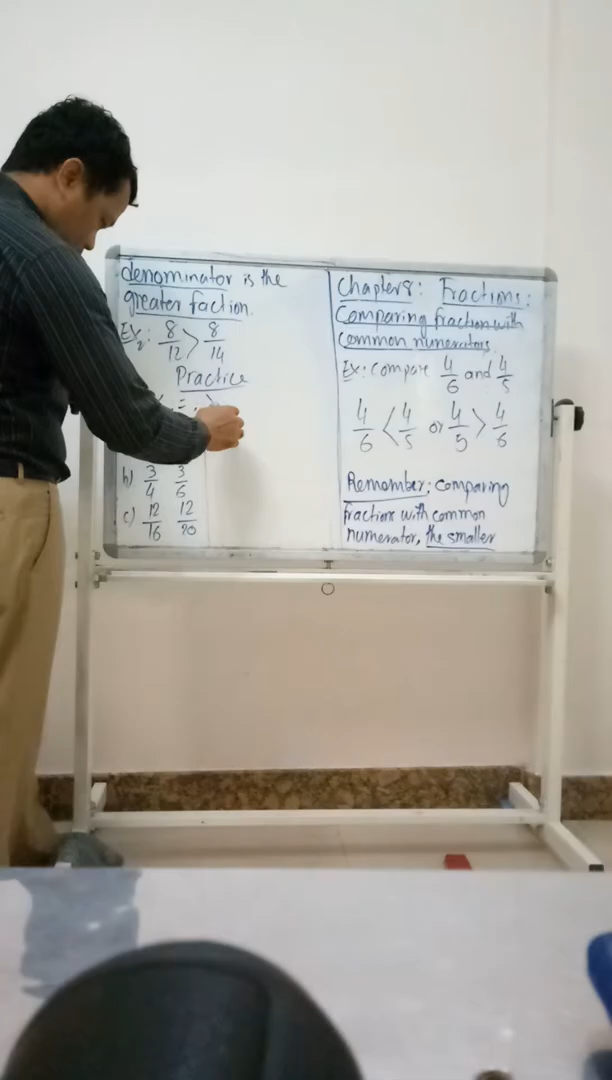 Chapter 8: Fractions:
Comparing fraction with
common numerators.
Ex: compare 4/6 and 4/5
4/6 < 4/5 or 4/5 > 4/6
Remember: comparing
fractions with common
numerator, the smaller
denominator is the
greater faction.
Ex2: 8/12 > 8/14
Practice
< = >
b) 3/4 3/6
c) 12/16 12/20